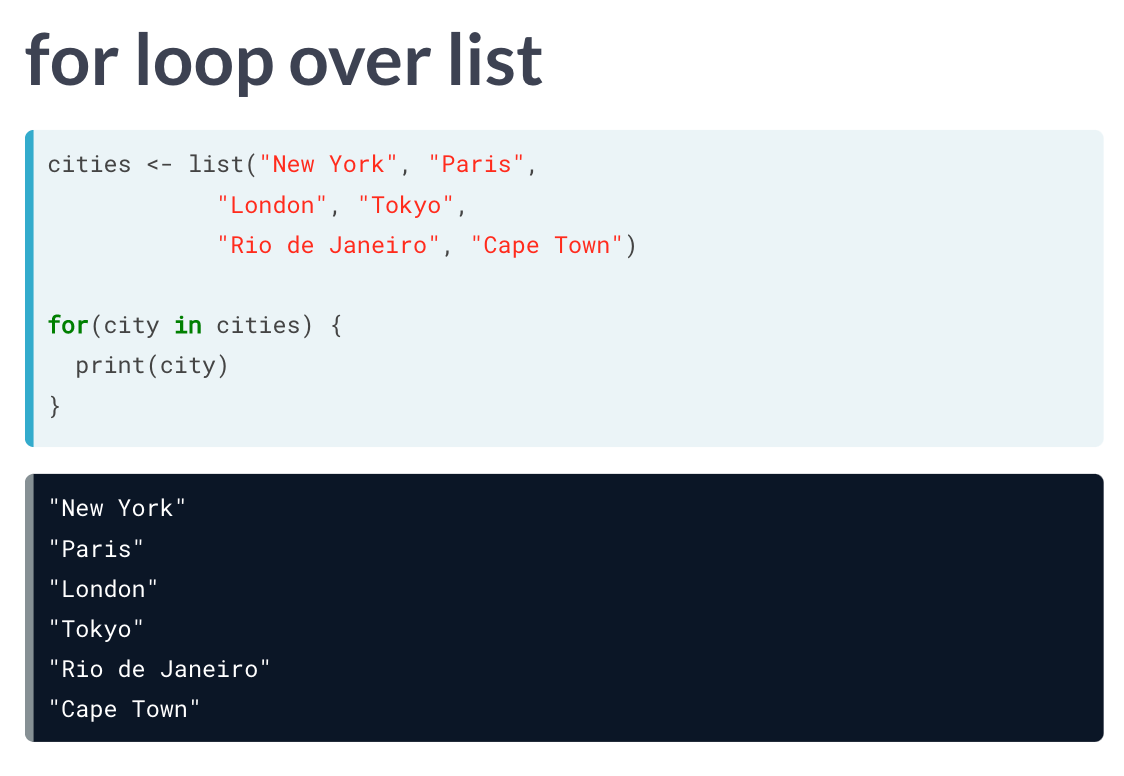 for loop over list
cities <- list("New York", "Paris",
            "London", "Tokyo",
            "Rio de Janeiro", "Cape Town")
for(city in cities) {
  print(city)
}
"New York"
"Paris"
"London"
"Tokyo"
"Rio de Janeiro"
"Cape Town"